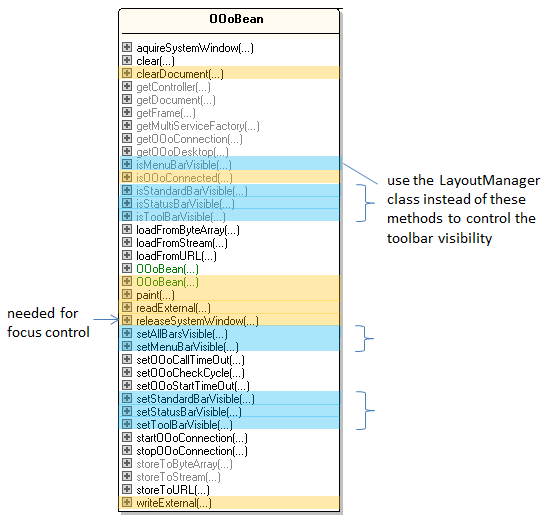 OOoBean
aquireSystemWindow(...)
clear(...)
clearDocument(...)
getController(...)
getDocument(...)
getFrame(...)
getMultiServiceFactory(...)
getOOoConnection(...)
getOOoDesktop(...)
isMenuBarVisible(...)
isOOoConnected(...)
isStandardBarVisible(...)
isStatusBarVisible(...)
isToolBarVisible(...)
loadFromByteArray(...)
loadFromStream(...)
loadFromURL(...)
OOoBean(...)
OOoBean(...)
paint(...)
readExternal(...)
releaseSystemWindow(...)
setAllBarsVisible(...)
setMenuBarVisible(...)
setOOoCallTimeOut(...)
setOOoCheckCycle(...)
setOOoStartTimeOut(...)
setStandardBarVisible(...)
setStatusBarVisible(...)
setToolBarVisible(...)
startOOoConnection(...)
stopOOoConnection(...)
storeToByteArray(...)
storeToStream(...)
storeToURL(...)
writeExternal(...)
use the LayoutManager
class instead of these
methods to control the
toolbar visibility
needed for
focus control